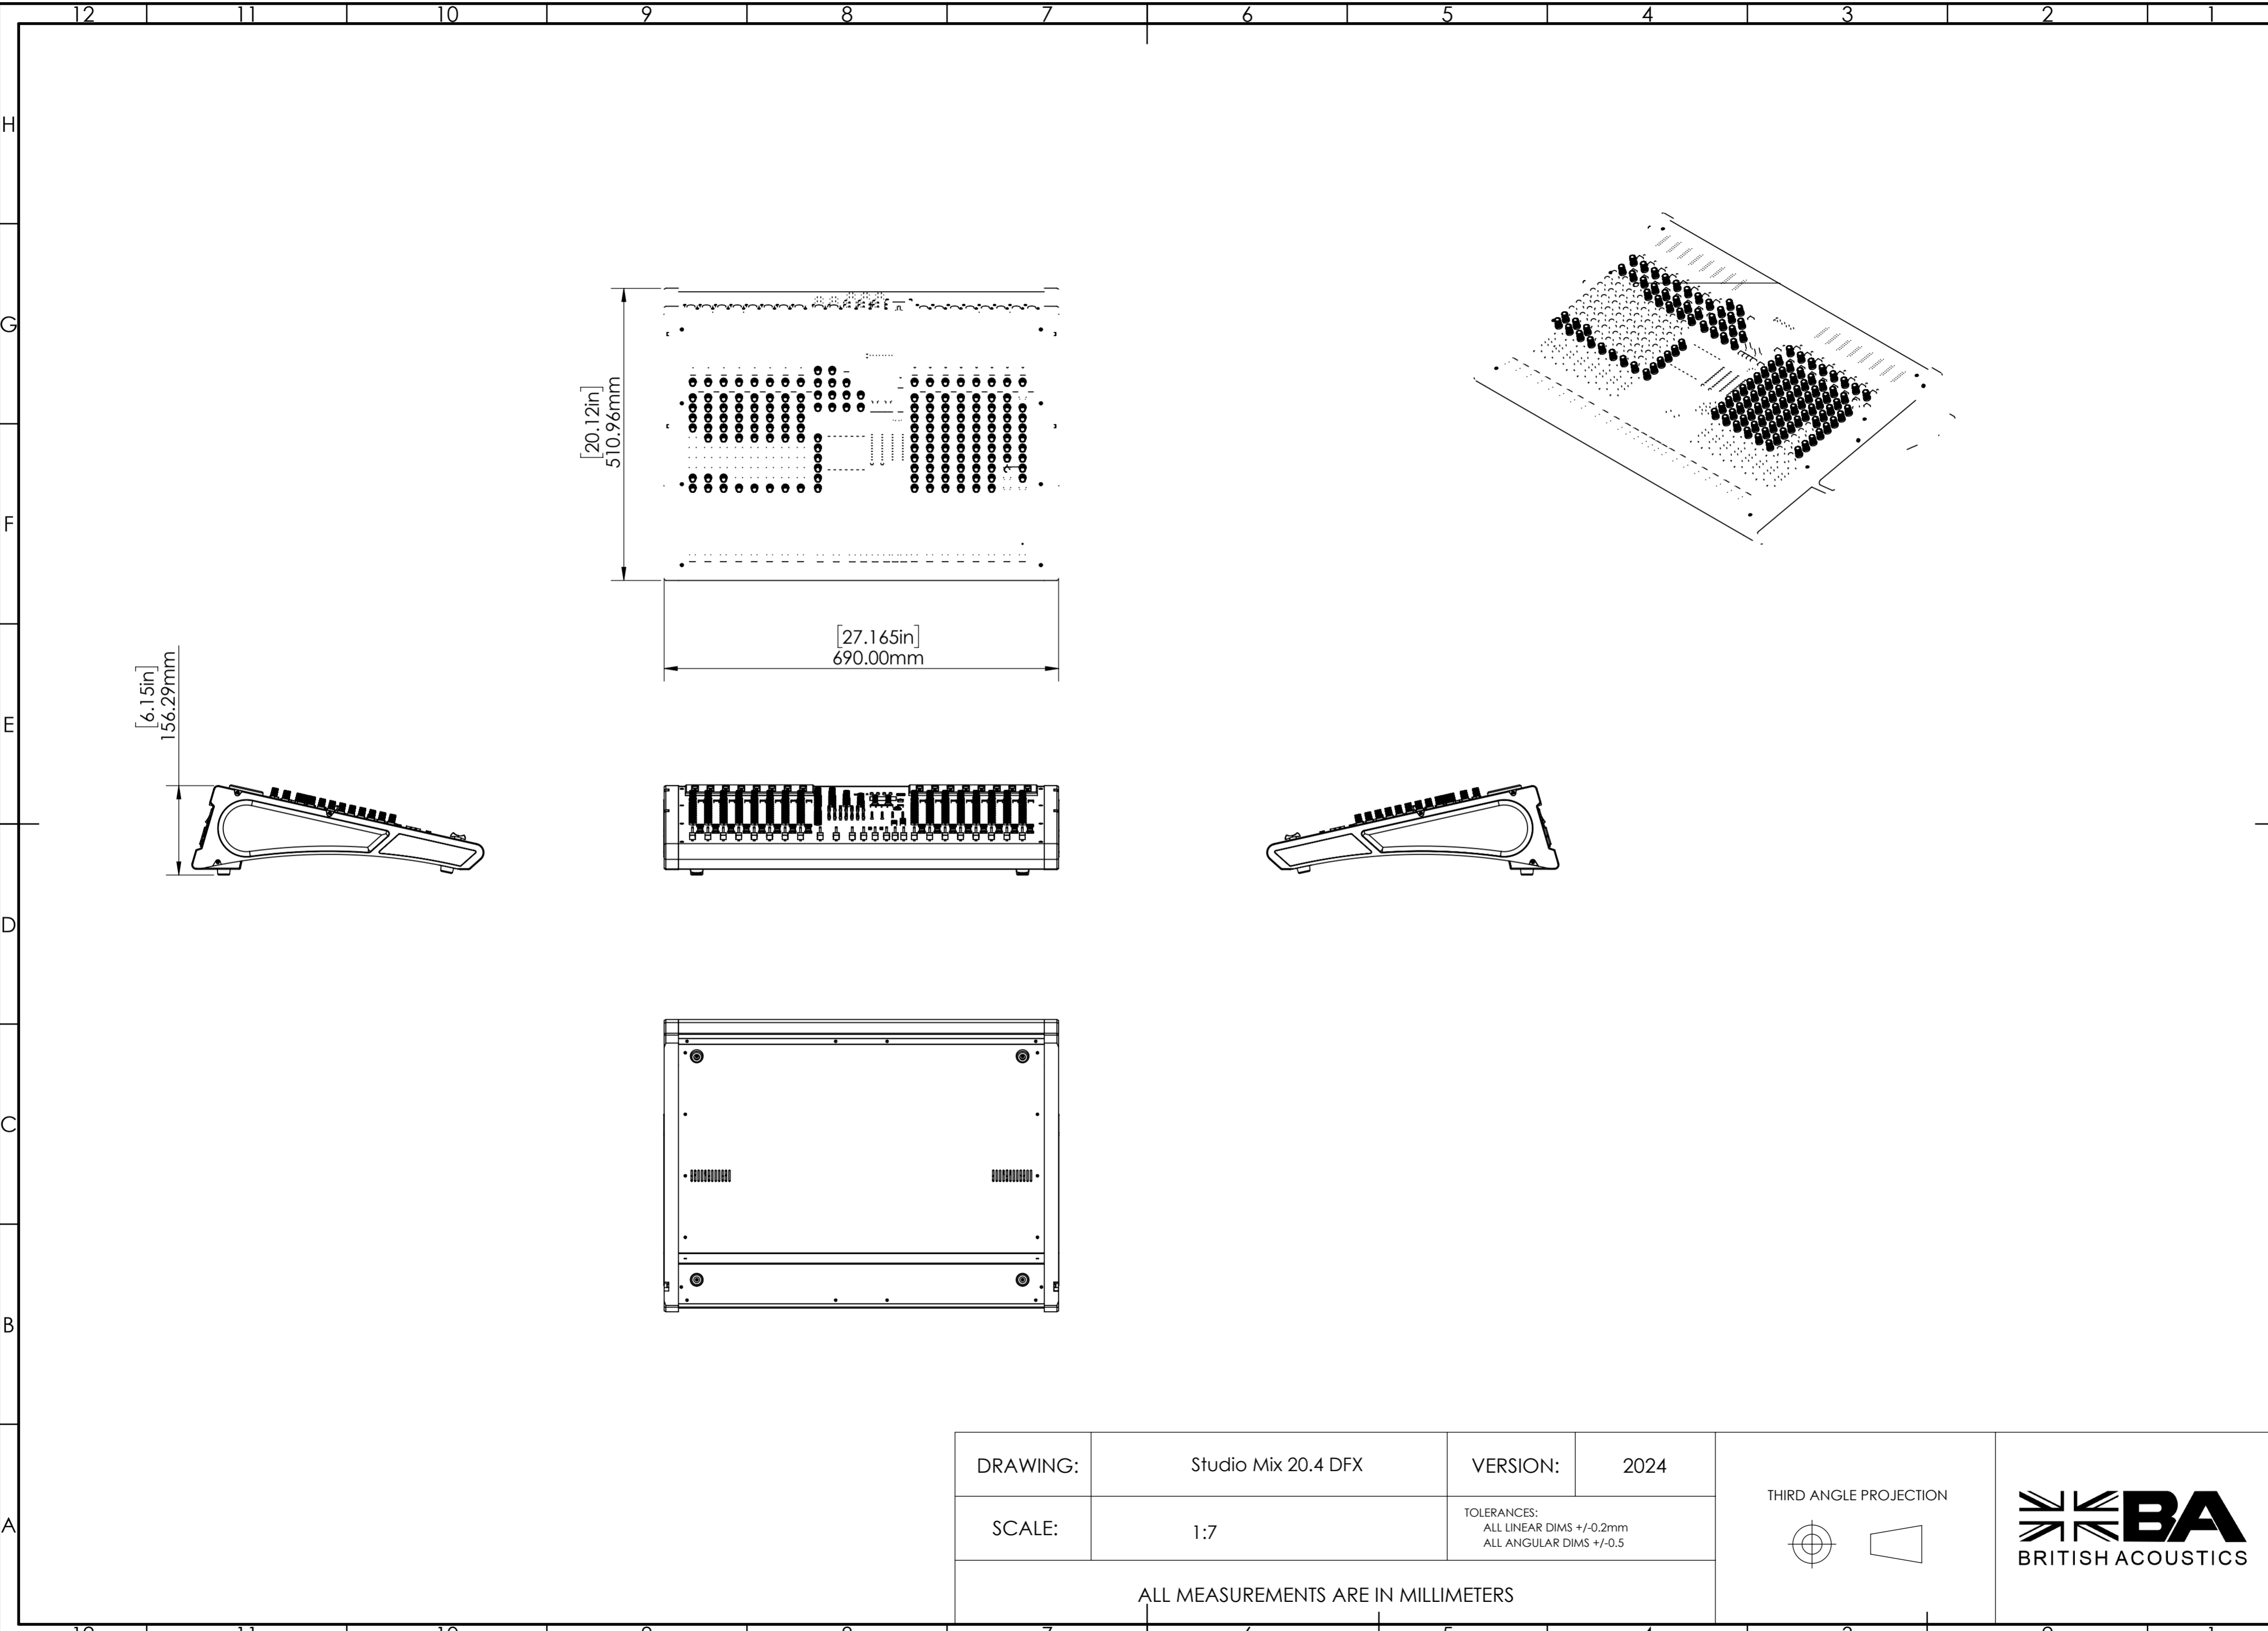 12 11 10 9 8 7 6 5 4 3 2 1
H
G
F
E
D
C
B
A
[20.12in]
510.96mm
[27.165in]
690.00mm
[6.15in]
156.29mm
DRAWING: Studio Mix 20.4 DFX VERSION: 2024
SCALE: 1:7
TOLERANCES:
ALL LINEAR DIMS +/-0.2mm
ALL ANGULAR DIMS +/-0.5
ALL MEASUREMENTS ARE IN MILLIMETERS
THIRD ANGLE PROJECTION
BA
BRITISH ACOUSTICS